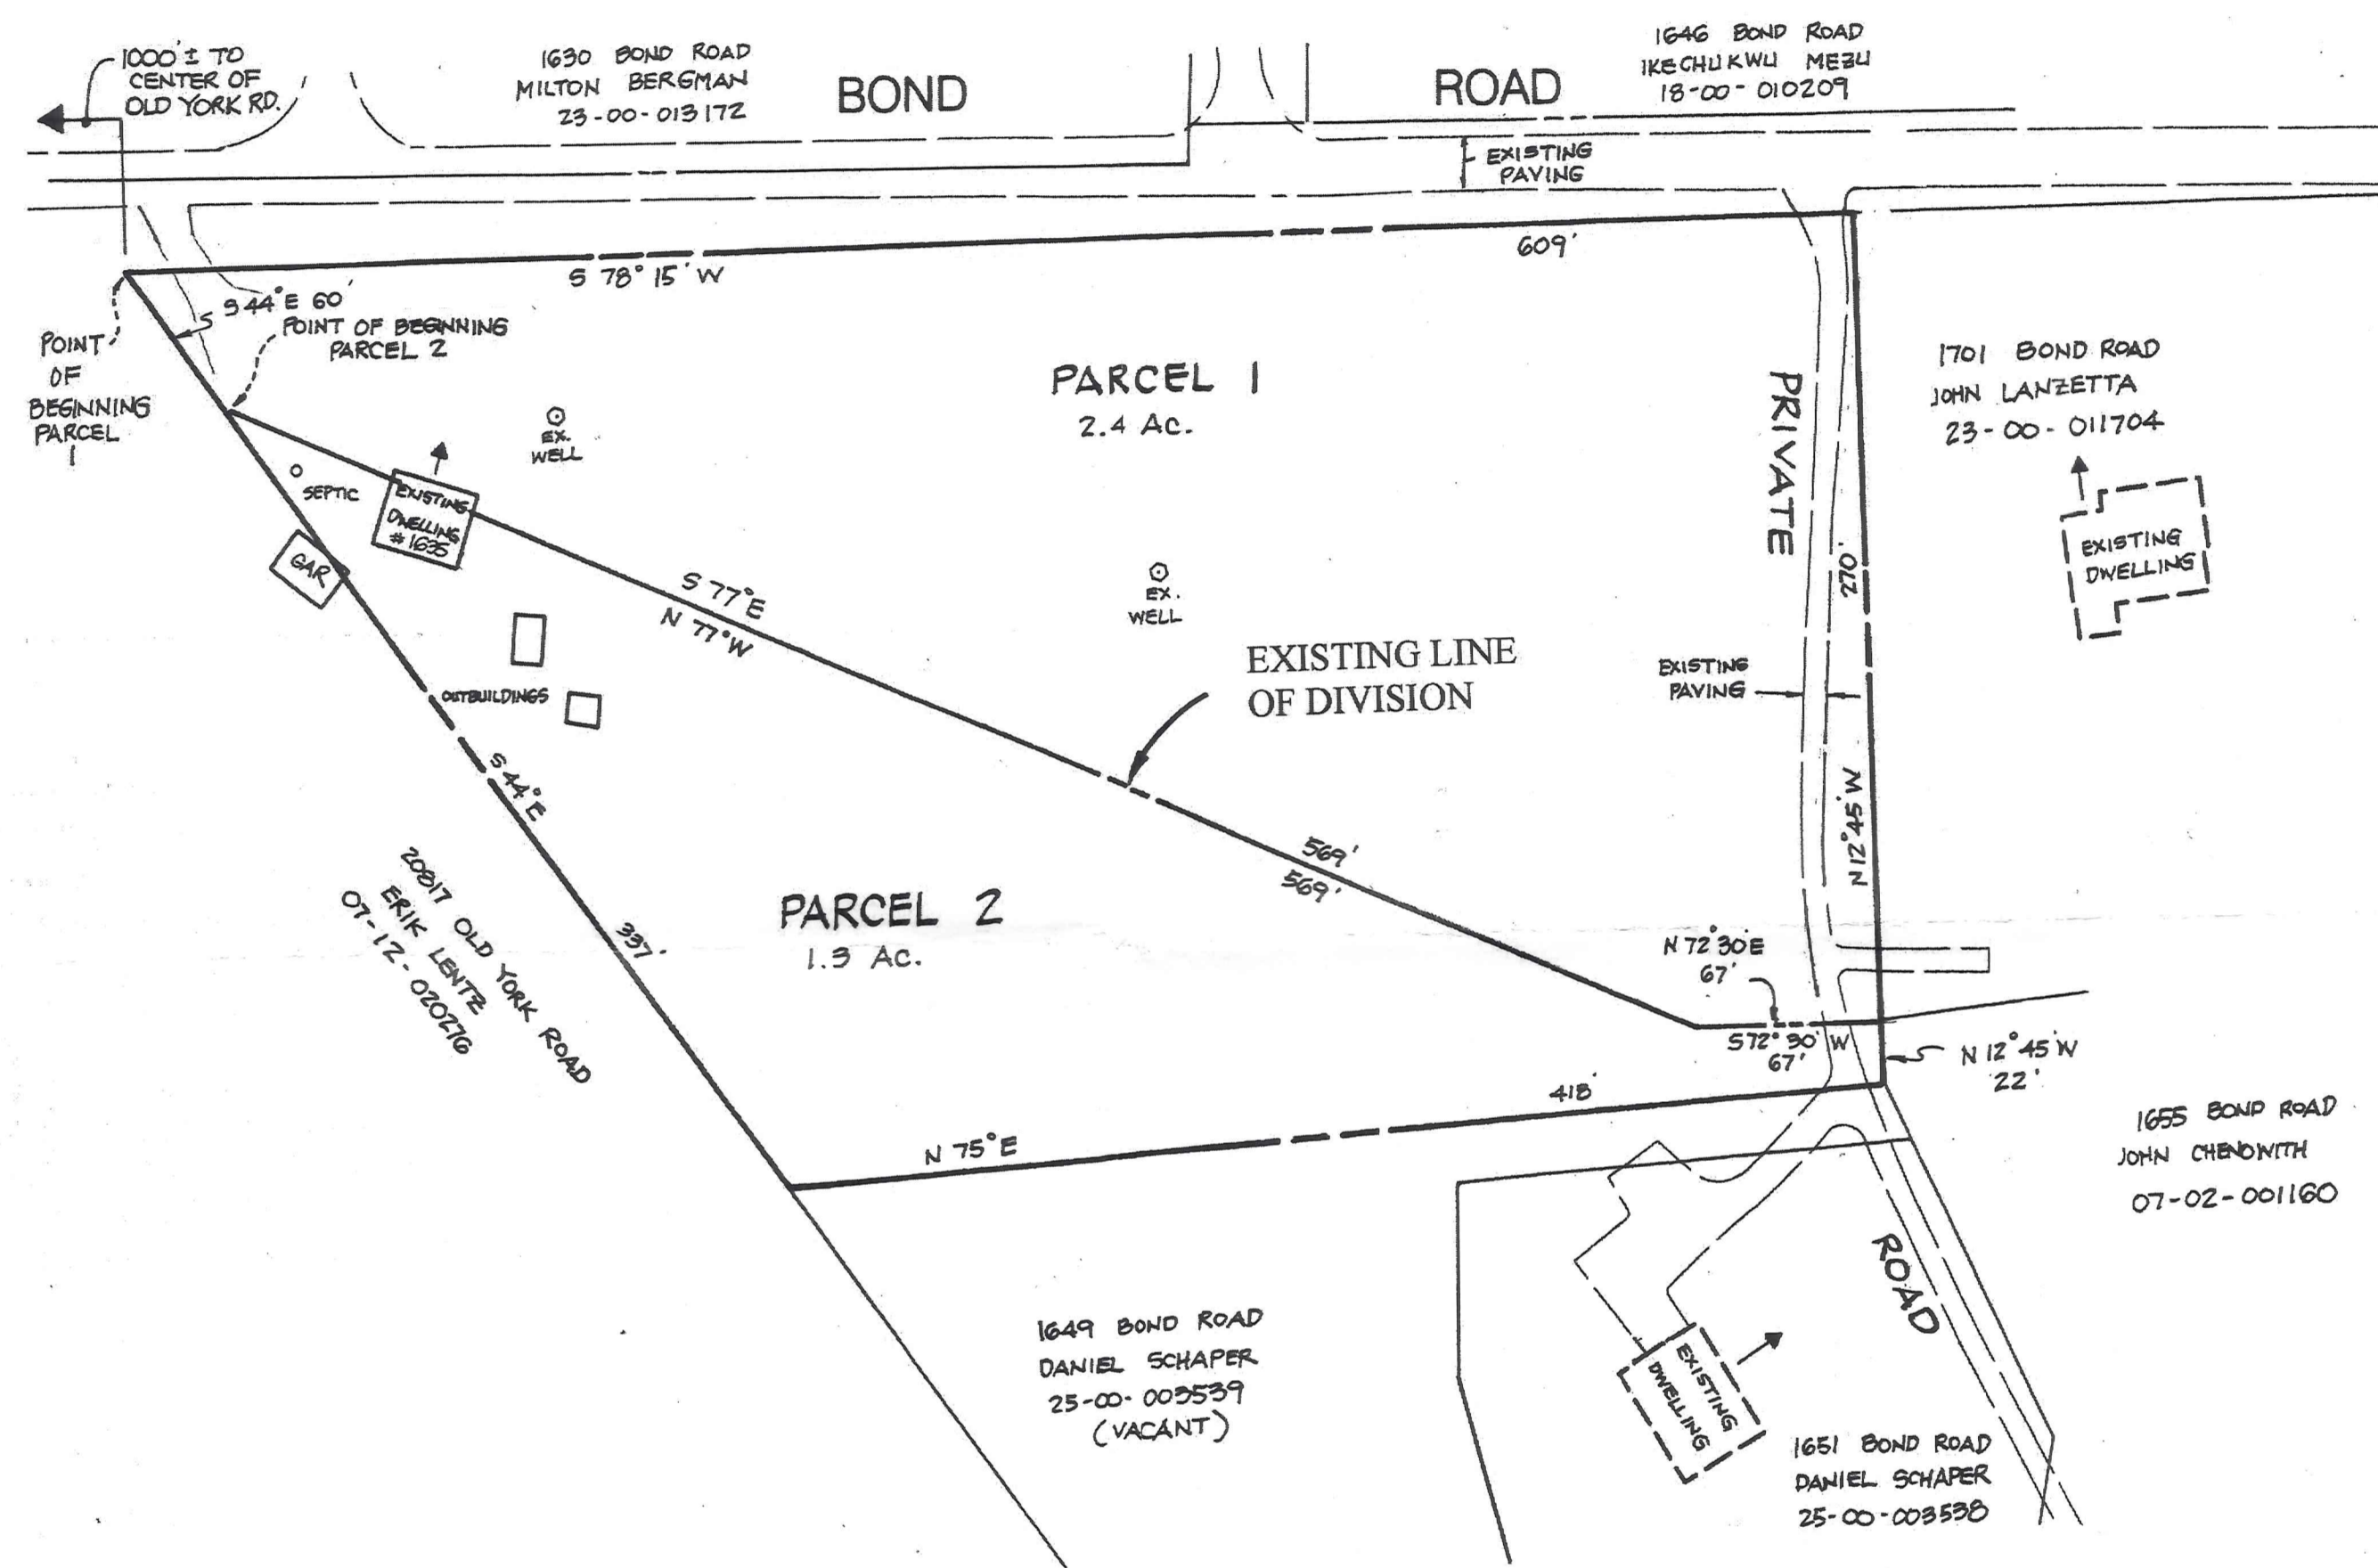 1000'± TO
CENTER OF
OLD YORK RD.
1630 BOND ROAD
MILTON BERGMAN
23-00-013172
BOND
ROAD
1646 BOND ROAD
IKECHUKWU MEZU
18-00-010209
EXISTING
PAVING
S 78° 15' W
609'
S 44° E 60'
POINT OF BEGINNING
PARCEL 2
POINT
OF
BEGINNING
PARCEL
1
PARCEL 1
2.4 AC.
EX.
WELL
SEPTIC
EXISTING
DWELLING
#1635
GAR
OUTBUILDINGS
S 77° E
N 77° W
EX.
WELL
EXISTING LINE
OF DIVISION
PRIVATE
270'
N 12° 45' W
EXISTING
PAVING
1701 BOND ROAD
JOHN LANZETTA
23-00-011704
EXISTING
DWELLING
S 44° E
337'
20817 OLD YORK ROAD
ERIK LENTZ
07-12-020276
569'
569'
PARCEL 2
1.3 AC.
N 72° 30' E
67'
S 72° 30' W
67'
N 12° 45' W
22'
N 75° E
418'
1655 BOND ROAD
JOHN CHENOWITH
07-02-001160
ROAD
1649 BOND ROAD
DANIEL SCHAPER
25-00-003539
(VACANT)
EXISTING
DWELLING
1651 BOND ROAD
DANIEL SCHAPER
25-00-003538